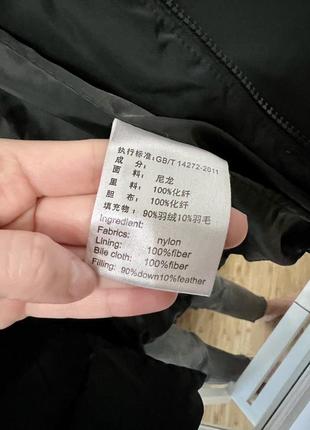 执行标准: GB/T 14272-2011
成 分:
面 料: 尼龙
里 料: 100%化纤
胆 布: 100%化纤
填充物: 90%羽绒10%羽毛
Ingredient:
Fabrics: nylon
Lining: 100%fiber
Bile cloth: 100%fiber
Filling: 90%down10%feather